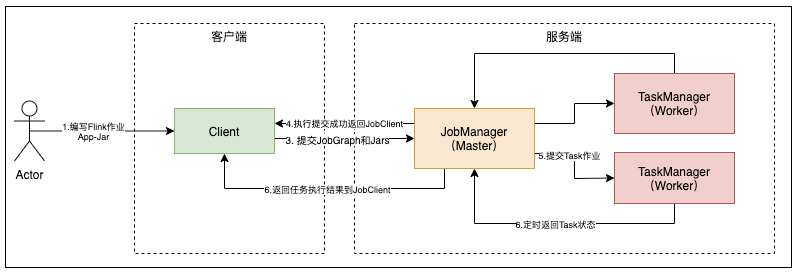 客户端
服务端
1.编写Flink作业
App-Jar
Actor
Client
4.执行提交成功返回JobClient
3. 提交JobGraph和Jars
6.返回任务执行结果到JobClient
JobManager
（Master）
5.提交Task作业
6.定时返回Task状态
TaskManager
（Worker）
TaskManager
（Worker）